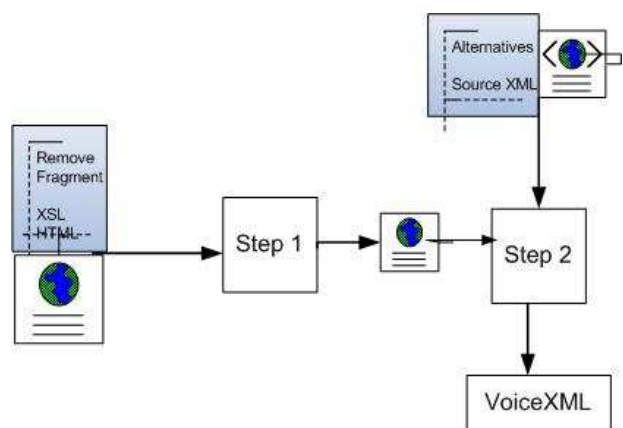 Alternatives
Source XML
Remove
Fragment
XSL
HTML
Step 1
Step 2
VoiceXML